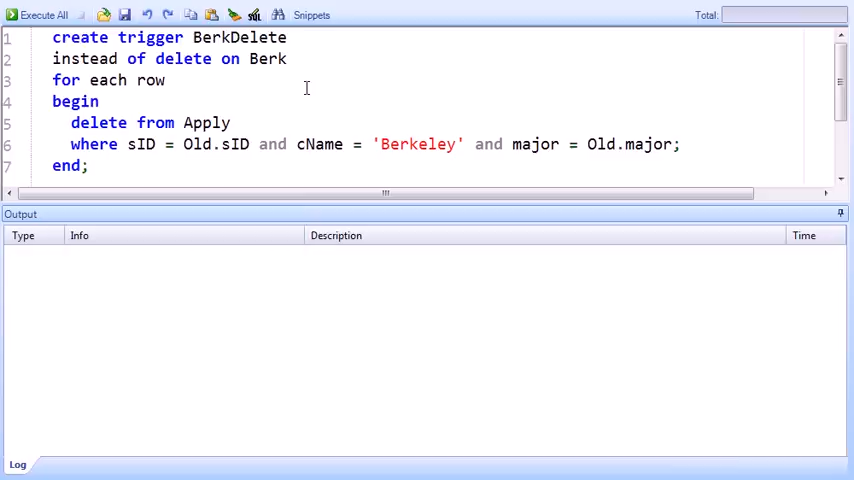 Execute All
SQL
Snippets
Total:
1 create trigger BerkDelete
2 instead of delete on Berk
3 for each row
4 begin
5 delete from Apply
6 where sID = Old.sID and cName = 'Berkeley' and major = Old.major;
7 end;
Output
Type Info Description Time
Log